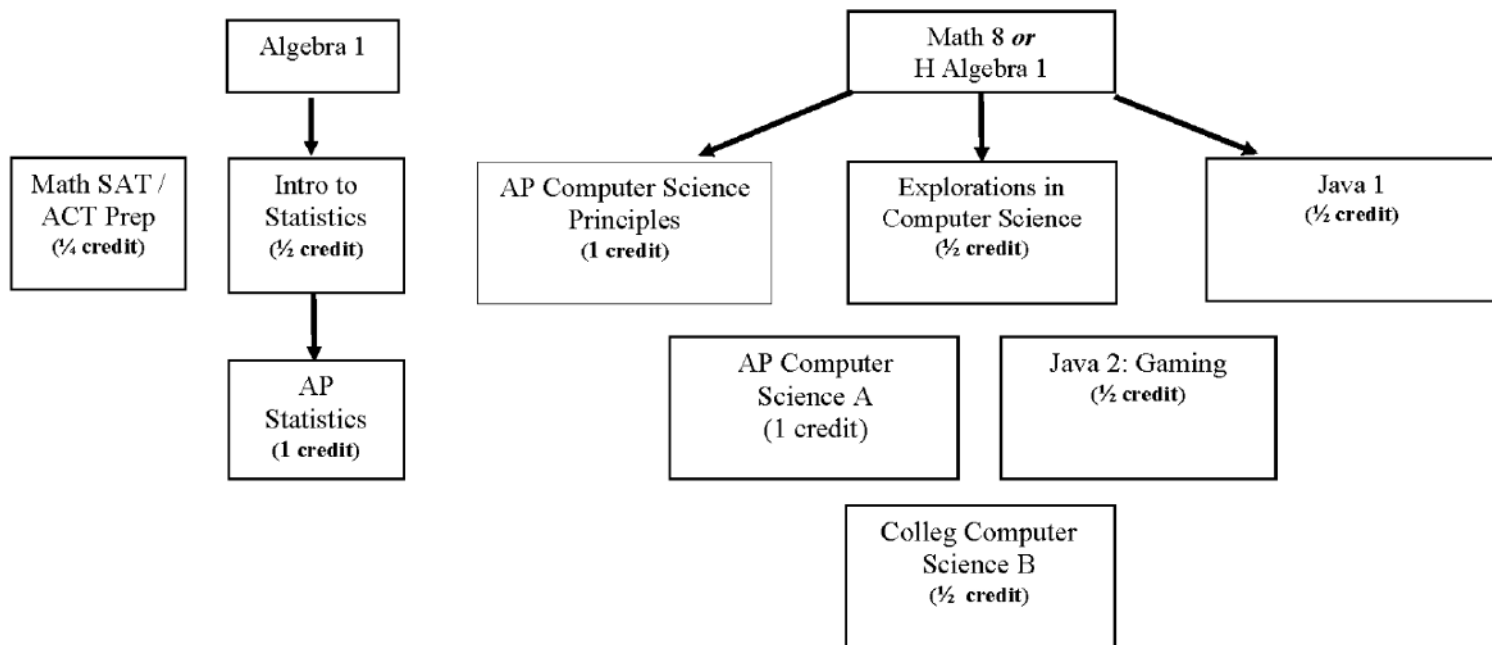 Algebra 1
Math 8 or
H Algebra 1
Math SAT /
ACT Prep
(¼ credit)
Intro to
Statistics
(½ credit)
AP Computer Science
Principles
(1 credit)
Explorations in
Computer Science
(½ credit)
Java 1
(½ credit)
AP
Statistics
(1 credit)
AP Computer
Science A
(1 credit)
Java 2: Gaming
(½ credit)
Colleg Computer
Science B
(½ credit)